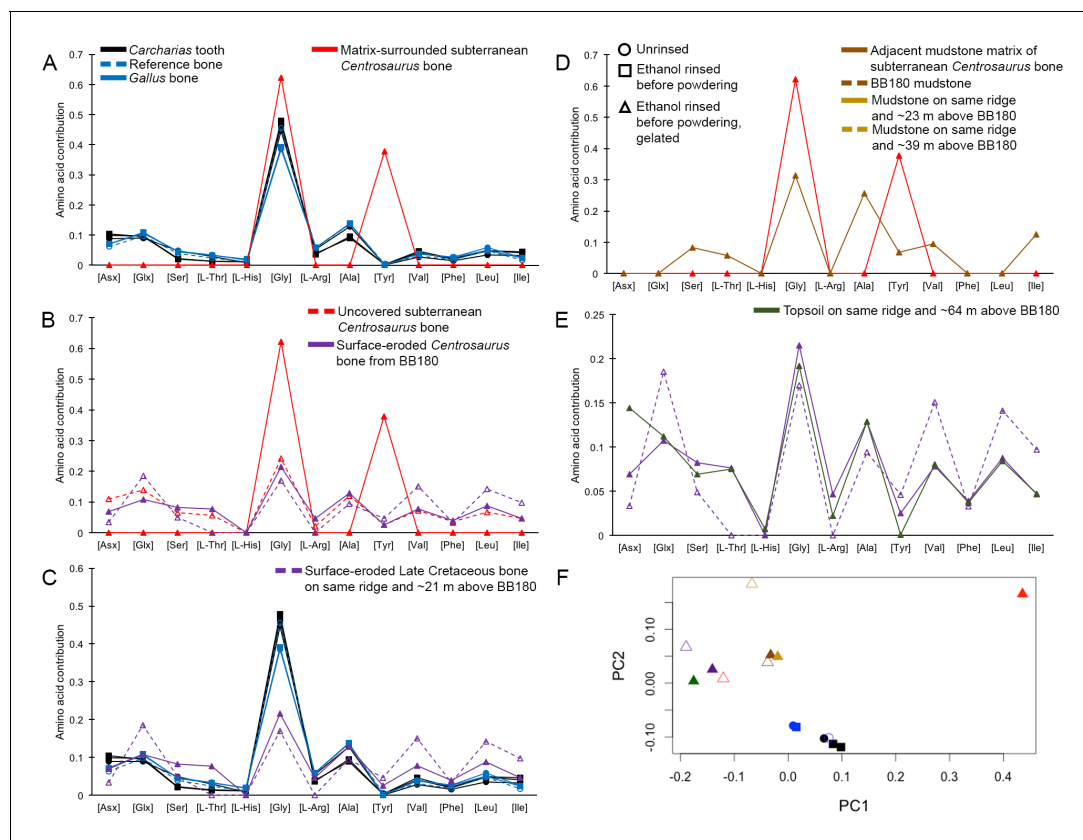 A
Carcharias tooth
Reference bone
Gallus bone
Matrix-surrounded subterranean
Centrosaurus bone
Amino acid contribution
0.7
0.6
0.5
0.4
0.3
0.2
0.1
0
[Asx] [Glx] [Ser] [L-Thr] [L-His] [Gly] [L-Arg] [Ala] [Tyr] [Val] [Phe] [Leu] [Ile]
B
Uncovered subterranean
Centrosaurus bone
Surface-eroded Centrosaurus
bone from BB180
Amino acid contribution
0.7
0.6
0.5
0.4
0.3
0.2
0.1
0
[Asx] [Glx] [Ser] [L-Thr] [L-His] [Gly] [L-Arg] [Ala] [Tyr] [Val] [Phe] [Leu] [Ile]
C
Surface-eroded Late Cretaceous bone
on same ridge and ~21 m above BB180
Amino acid contribution
0.6
0.5
0.4
0.3
0.2
0.1
0
[Asx] [Glx] [Ser] [L-Thr] [L-His] [Gly] [L-Arg] [Ala] [Tyr] [Val] [Phe] [Leu] [Ile]
D
Unrinsed
Ethanol rinsed
before powdering
Ethanol rinsed
before powdering,
gelated
Adjacent mudstone matrix of
subterranean Centrosaurus bone
BB180 mudstone
Mudstone on same ridge
and ~23 m above BB180
Mudstone on same ridge
and ~39 m above BB180
Amino acid contribution
0.7
0.6
0.5
0.4
0.3
0.2
0.1
0
[Asx] [Glx] [Ser] [L-Thr] [L-His] [Gly] [L-Arg] [Ala] [Tyr] [Val] [Phe] [Leu] [Ile]
E
Topsoil on same ridge and ~64 m above BB180
Amino acid contribution
0.25
0.2
0.15
0.1
0.05
0
[Asx] [Glx] [Ser] [L-Thr] [L-His] [Gly] [L-Arg] [Ala] [Tyr] [Val] [Phe] [Leu] [Ile]
F
PC2
0.10
0.00
-0.10
-0.2 -0.1 0.0 0.1 0.2 0.4
PC1